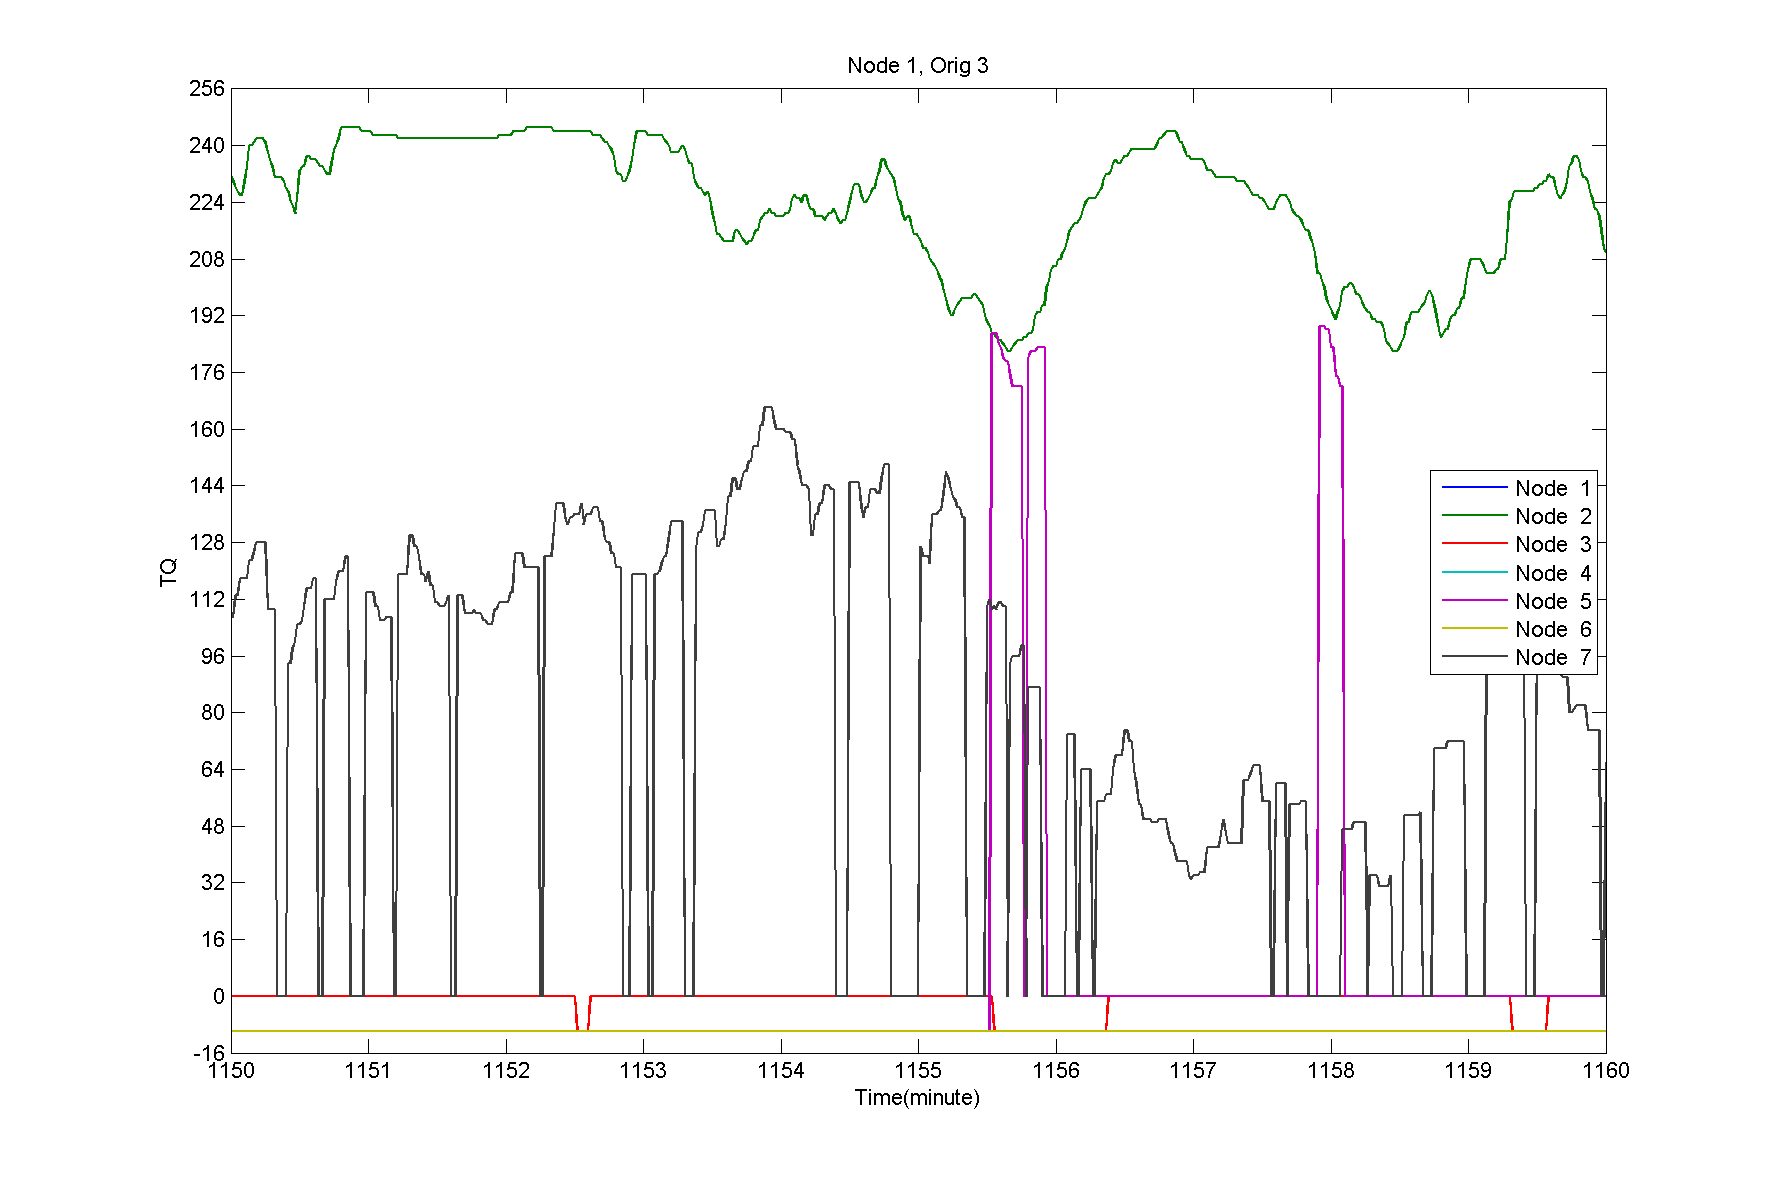 Node 1, Orig 3
256
240
224
208
192
176
160
144
128
112
96
80
64
48
32
16
0
-16
TQ
Node 1
Node 2
Node 3
Node 4
Node 5
Node 6
Node 7
1150 1151 1152 1153 1154 1155 1156 1157 1158 1159 1160
Time(minute)